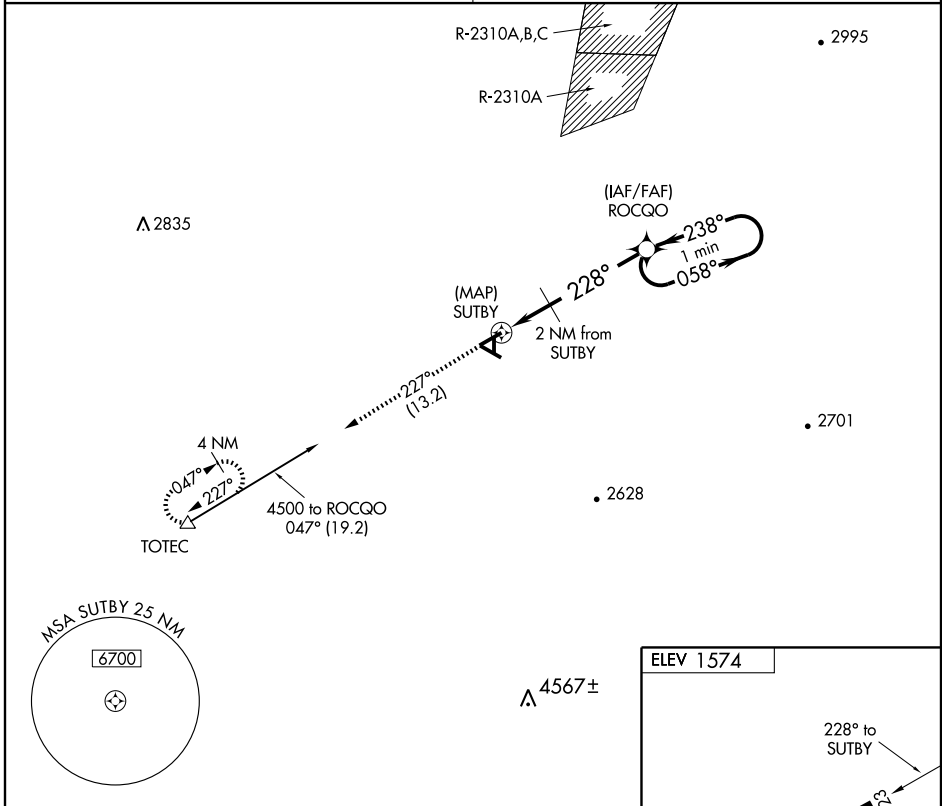 R-2310A,B,C
2995
R-2310A
(IAF/FAF)
ROCQO
2835
238°
1 min
058°
228°
(MAP)
SUTBY
2 NM from
SUTBY
227°
(13.2)
2701
4 NM
047°
227°
2628
4500 to ROCQO
047° (19.2)
TOTEC
MSA SUTBY 25 NM
6700
ELEV 1574
4567±
228° to
SUTBY
23